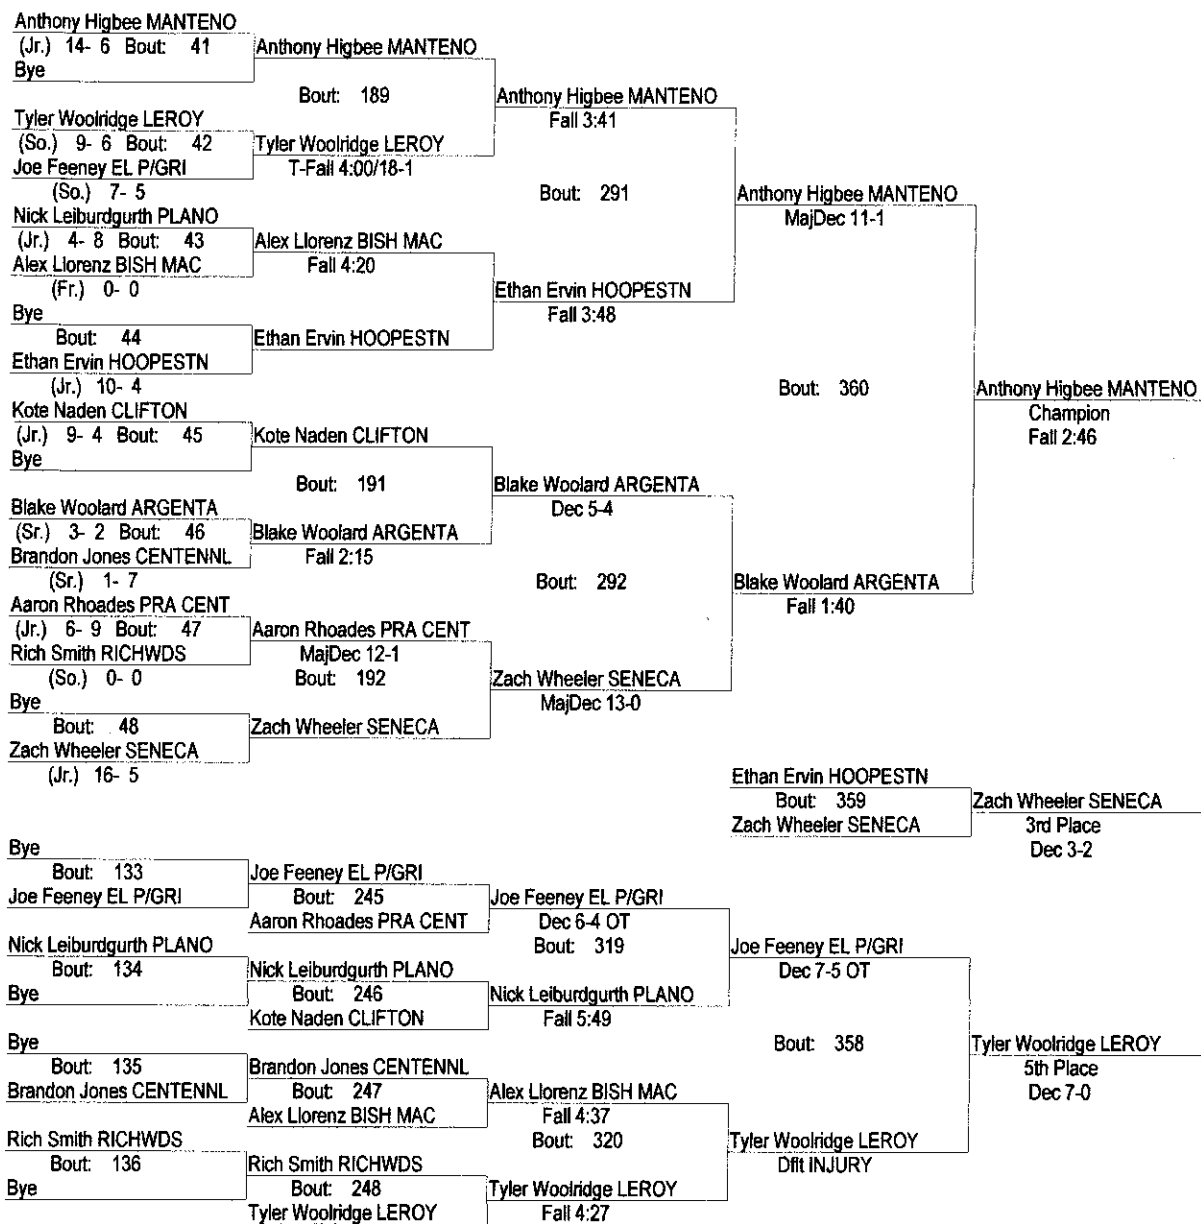 Anthony Higbee MANTENO
(Jr.) 14- 6 Bout: 41
Bye
Anthony Higbee MANTENO
Bout: 189
Tyler Woolridge LEROY
(So.) 9- 6 Bout: 42
Joe Feeney EL P/GRI
(So.) 7- 5
Tyler Woolridge LEROY
T-Fall 4:00/18-1
Anthony Higbee MANTENO
Fall 3:41
Bout: 291
Nick Leiburdgurth PLANO
(Jr.) 4- 8 Bout: 43
Alex Llorenz BISH MAC
(Fr.) 0- 0
Alex Llorenz BISH MAC
Fall 4:20
Bye
Bout: 44
Ethan Ervin HOOPESTN
(Jr.) 10- 4
Ethan Ervin HOOPESTN
Ethan Ervin HOOPESTN
Fall 3:48
Anthony Higbee MANTENO
MajDec 11-1
Bout: 360
Anthony Higbee MANTENO
Champion
Fall 2:46
Kote Naden CLIFTON
(Jr.) 9- 4 Bout: 45
Bye
Kote Naden CLIFTON
Bout: 191
Blake Woolard ARGENTA
(Sr.) 3- 2 Bout: 46
Brandon Jones CENTENNL
(Sr.) 1- 7
Blake Woolard ARGENTA
Fall 2:15
Blake Woolard ARGENTA
Dec 5-4
Bout: 292
Blake Woolard ARGENTA
Fall 1:40
Aaron Rhoades PRA CENT
(Jr.) 6- 9 Bout: 47
Rich Smith RICHWDS
(So.) 0- 0
Aaron Rhoades PRA CENT
MajDec 12-1
Bout: 192
Bye
Bout: 48
Zach Wheeler SENECA
(Jr.) 16- 5
Zach Wheeler SENECA
Zach Wheeler SENECA
MajDec 13-0
Ethan Ervin HOOPESTN
Bout: 359
Zach Wheeler SENECA
Zach Wheeler SENECA
3rd Place
Dec 3-2
Bye
Bout: 133
Joe Feeney EL P/GRI
Joe Feeney EL P/GRI
Bout: 245
Aaron Rhoades PRA CENT
Joe Feeney EL P/GRI
Dec 6-4 OT
Bout: 319
Nick Leiburdgurth PLANO
Bout: 134
Bye
Nick Leiburdgurth PLANO
Bout: 246
Kote Naden CLIFTON
Nick Leiburdgurth PLANO
Fall 5:49
Joe Feeney EL P/GRI
Dec 7-5 OT
Bout: 358
Bye
Bout: 135
Brandon Jones CENTENNL
Brandon Jones CENTENNL
Bout: 247
Alex Llorenz BISH MAC
Alex Llorenz BISH MAC
Fall 4:37
Bout: 320
Rich Smith RICHWDS
Bout: 136
Bye
Rich Smith RICHWDS
Bout: 248
Tyler Woolridge LEROY
Tyler Woolridge LEROY
Fall 4:27
Tyler Woolridge LEROY
Dflt INJURY
Tyler Woolridge LEROY
5th Place
Dec 7-0